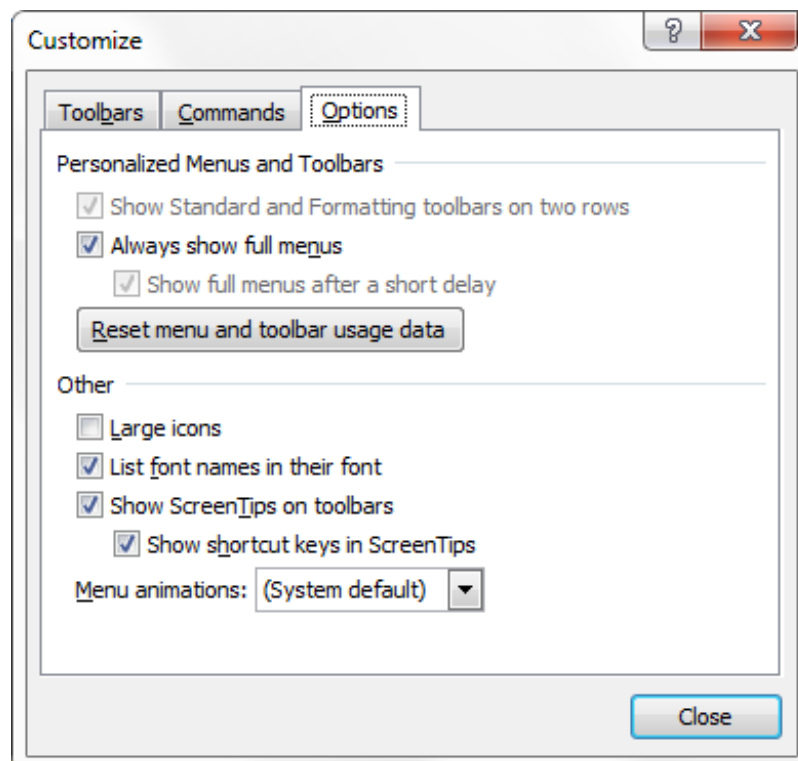 Customize
Toolbars Commands Options
Personalized Menus and Toolbars
Show Standard and Formatting toolbars on two rows
Always show full menus
Show full menus after a short delay
Reset menu and toolbar usage data
Other
Large icons
List font names in their font
Show ScreenTips on toolbars
Show shortcut keys in ScreenTips
Menu animations: (System default)
Close